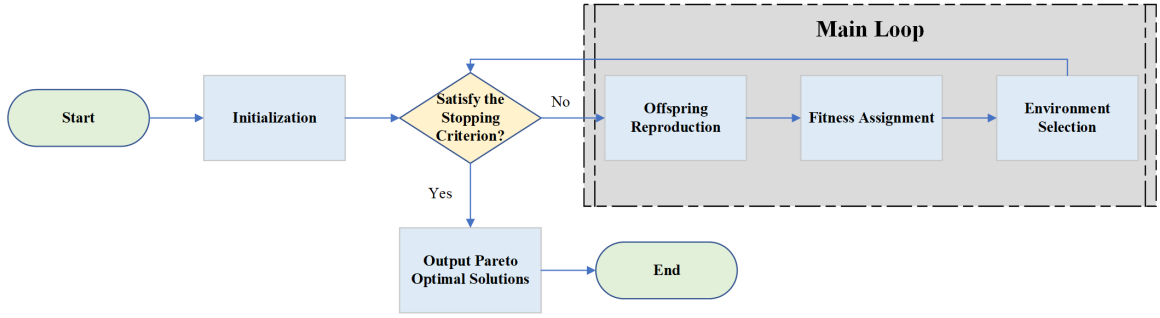 Main Loop
Start
Initialization
Satisfy the
Stopping
Criterion?
No
Offspring
Reproduction
Fitness Assignment
Environment
Selection
Yes
Output Pareto
Optimal Solutions
End